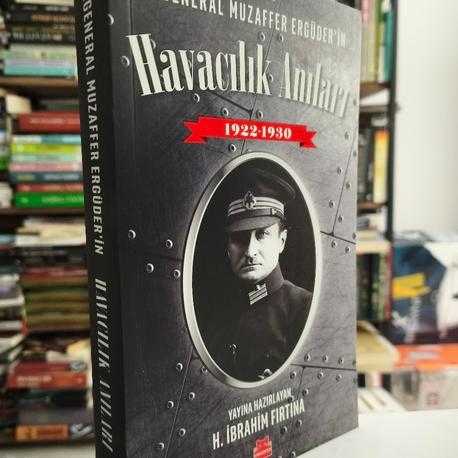 GENERAL MUZAFFER ERGÜDER'İN
Havacılık Anıları
1922-1930
YAYINA HAZIRLAYAN
H. İBRAHİM FIRTINA
GENERAL MUZAFFER ERGÜDER'İN HAVACILIK ANILARI